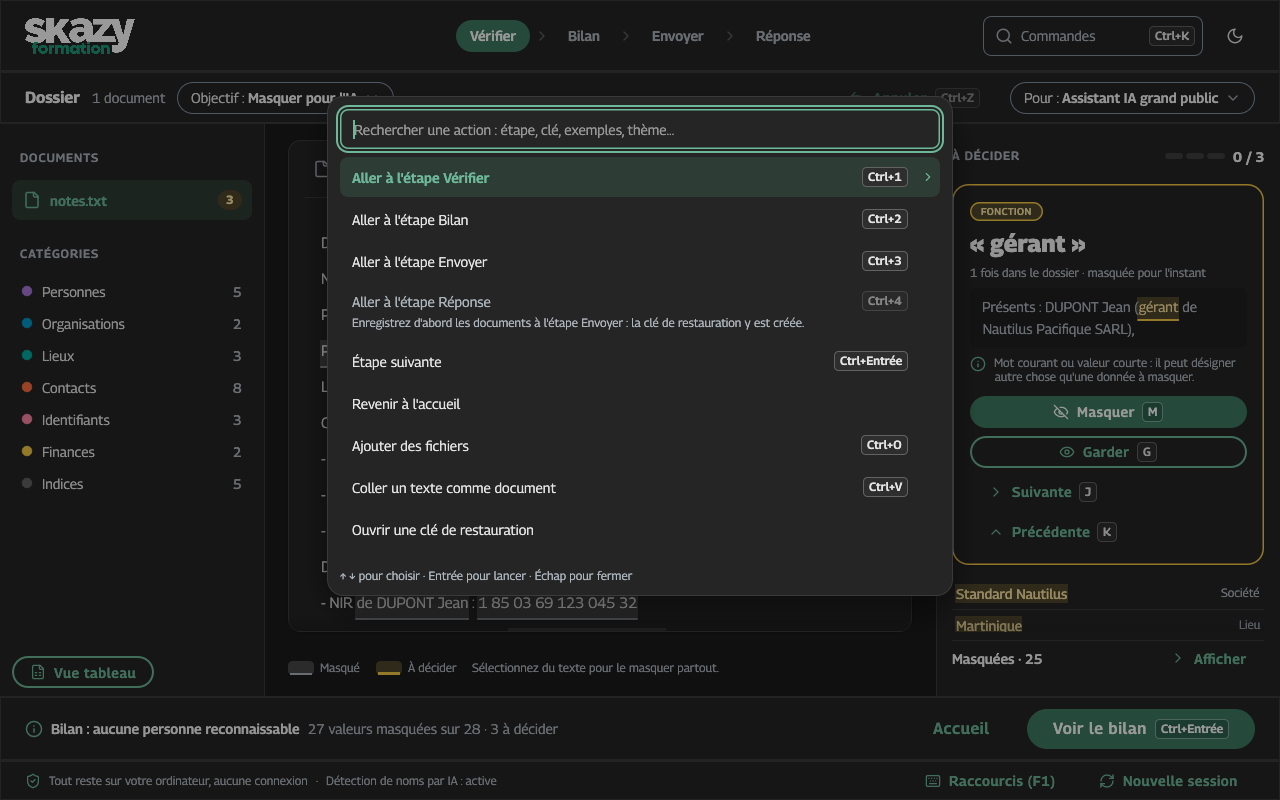 skazy
formation
Vérifier
Bilan
Envoyer
Réponse
Commandes
Ctrl+K
Dossier
1 document
Objectif : Masquer pour l'IA
Annuler
Ctrl+Z
Pour : Assistant IA grand public
Rechercher une action : étape, clé, exemples, thème...
Aller à l'étape Vérifier
Ctrl+1
Aller à l'étape Bilan
Ctrl+2
Aller à l'étape Envoyer
Ctrl+3
Aller à l'étape Réponse
Ctrl+4
Enregistrez d'abord les documents à l'étape Envoyer : la clé de restauration y est créée.
Étape suivante
Ctrl+Entrée
Revenir à l'accueil
Ajouter des fichiers
Ctrl+O
Coller un texte comme document
Ctrl+V
Ouvrir une clé de restauration
↑↓ pour choisir · Entrée pour lancer · Échap pour fermer
DOCUMENTS
notes.txt
3
CATÉGORIES
Personnes 5
Organisations 2
Lieux 3
Contacts 8
Identifiants 3
Finances 2
Indices 5
Vue tableau
- NIR de DUPONT Jean : 1 85 03 69 123 045 32
Masqué
À décider
Sélectionnez du texte pour le masquer partout.
À DÉCIDER
0 / 3
FONCTION
« gérant »
1 fois dans le dossier · masquée pour l'instant
Présents : DUPONT Jean (gérant de
Nautilus Pacifique SARL),
Mot courant ou valeur courte : il peut désigner
autre chose qu'une donnée à masquer.
Masquer M
Garder G
Suivante J
Précédente K
Standard Nautilus
Société
Martinique
Lieu
Masquées · 25
Afficher
Bilan : aucune personne reconnaissable
27 valeurs masquées sur 28 · 3 à décider
Accueil
Voir le bilan Ctrl+Entrée
Tout reste sur votre ordinateur, aucune connexion · Détection de noms par IA : active
Raccourcis (F1)
Nouvelle session